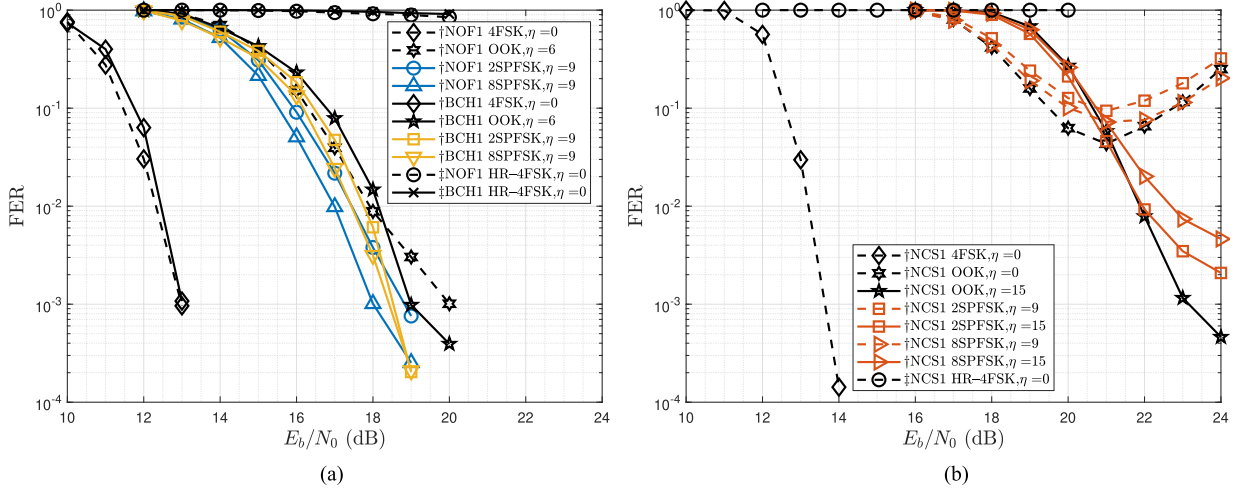 FER
10^0
10^-1
10^-2
10^-3
10^-4
10 12 14 16 18 20 22 24
E_b/N_0 (dB)
†NOF1 4FSK,η =0
†NOF1 OOK,η =6
†NOF1 2SPFSK,η =9
†NOF1 8SPFSK,η =9
†BCH1 4FSK,η =0
†BCH1 OOK,η =6
†BCH1 2SPFSK,η =9
†BCH1 8SPFSK,η =9
‡NOF1 HR−4FSK,η =0
†BCH1 HR−4FSK,η =0
(a)
FER
10^0
10^-1
10^-2
10^-3
10^-4
10 12 14 16 18 20 22 24
E_b/N_0 (dB)
†NCS1 4FSK,η =0
†NCS1 OOK,η =0
†NCS1 OOK,η =15
†NCS1 2SPFSK,η =9
†NCS1 2SPFSK,η =15
†NCS1 8SPFSK,η =9
†NCS1 8SPFSK,η =15
‡NCS1 HR−4FSK,η =0
(b)